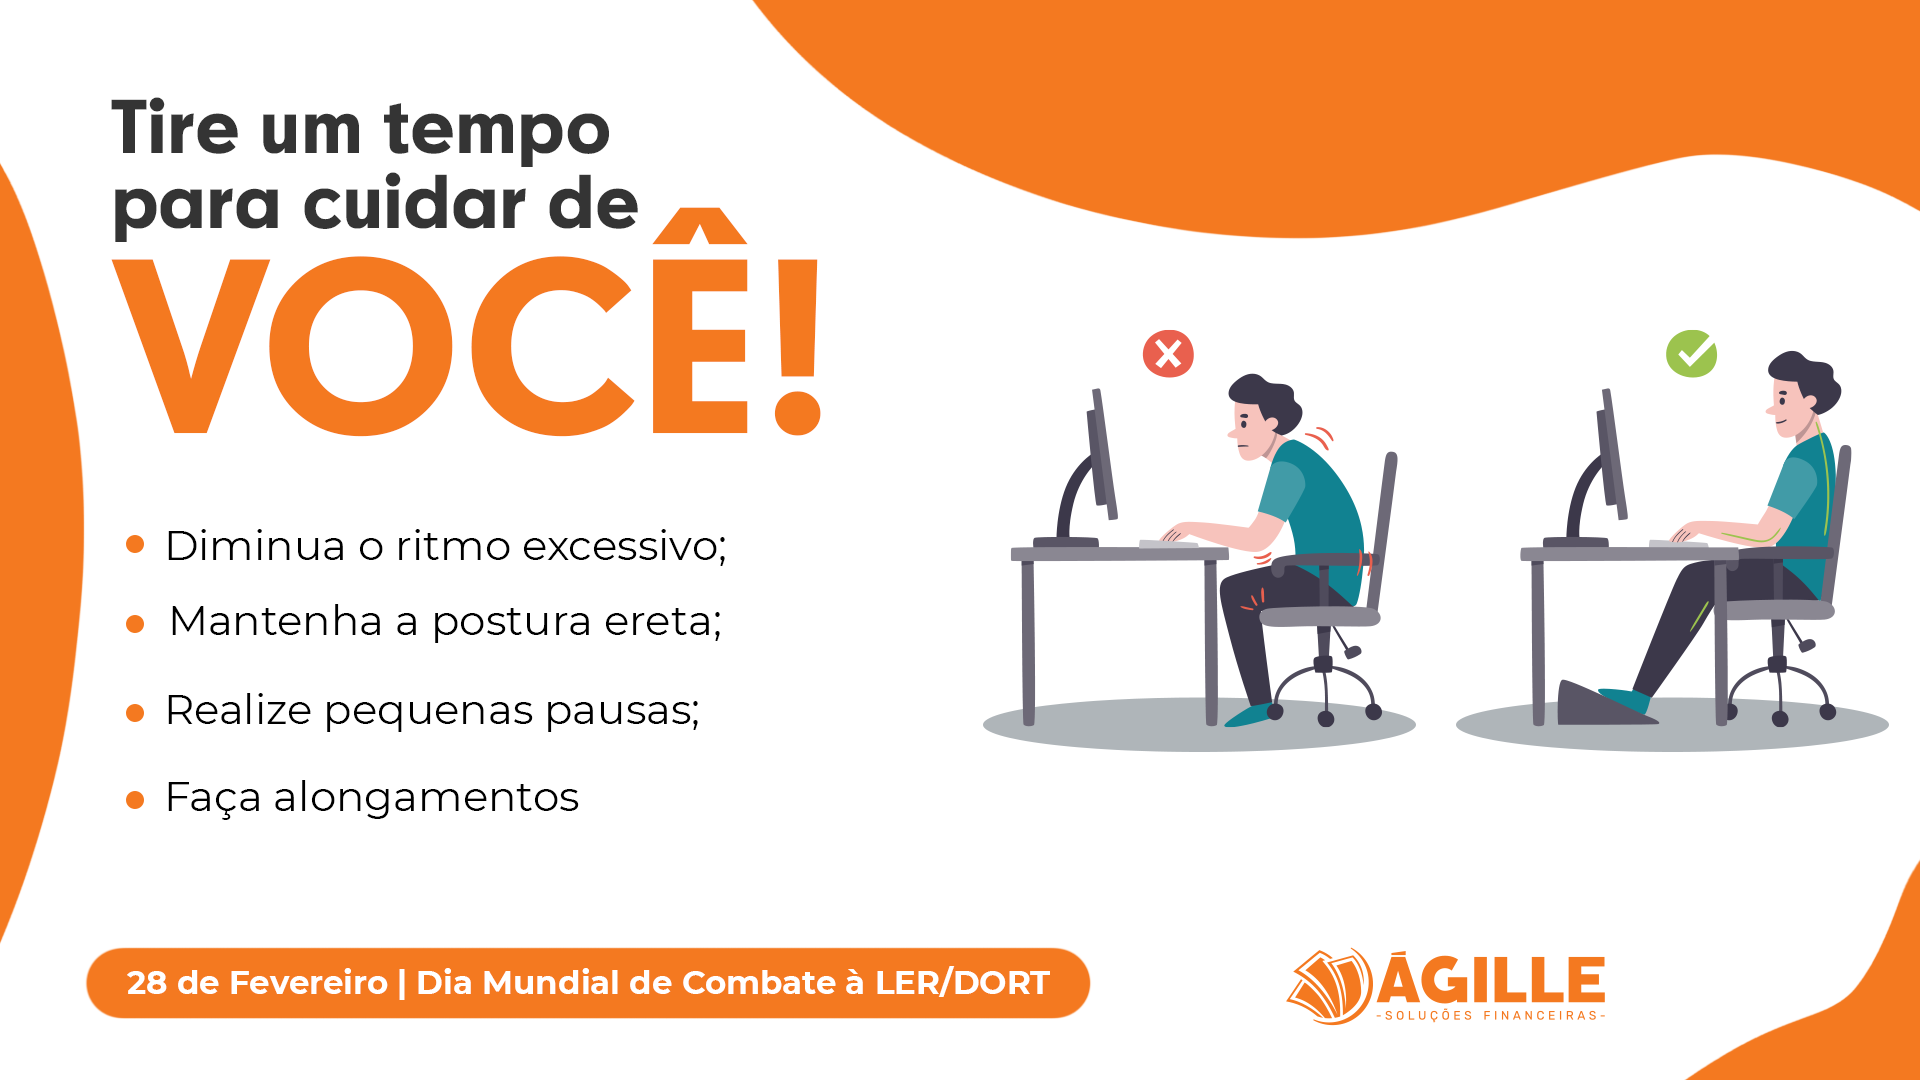 Tire um tempo
para cuidar de
VOCÊ!
Diminua o ritmo excessivo;
Mantenha a postura ereta;
Realize pequenas pausas;
Faça alongamentos
28 de Fevereiro | Dia Mundial de Combate à LER/DORT
ÁGILLE
-SOLUÇÕES FINANCEIRAS-